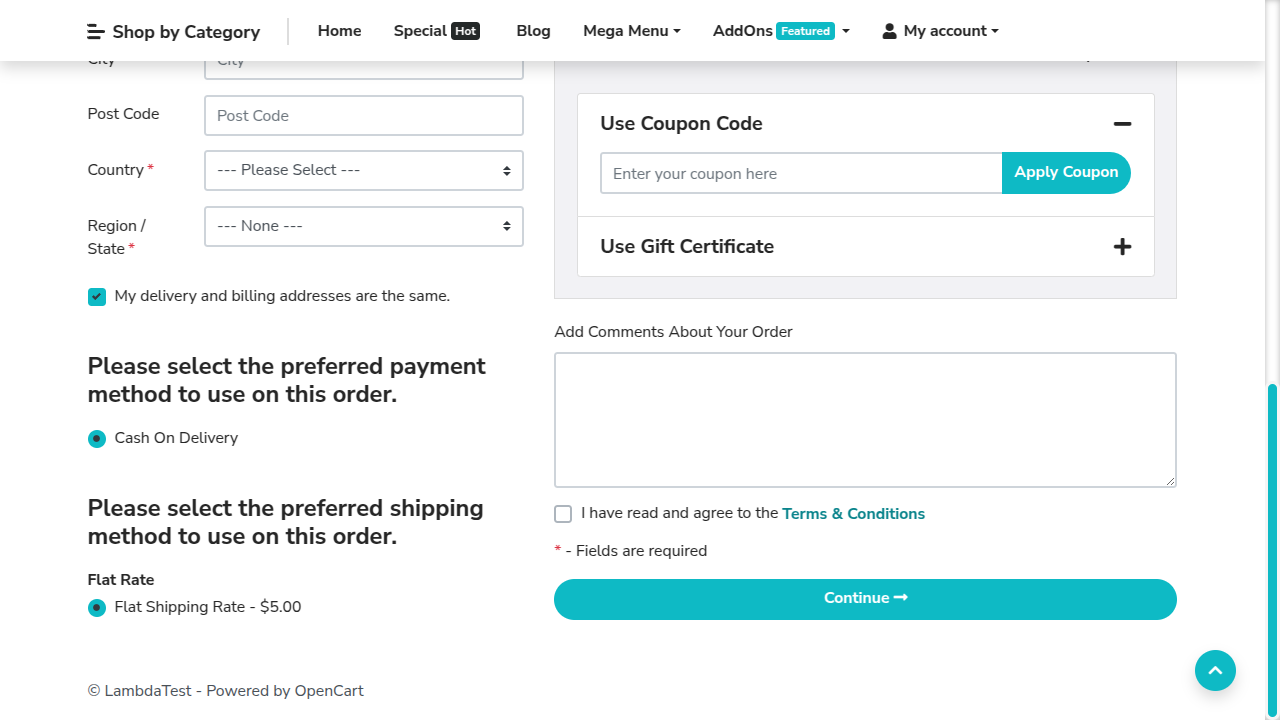 Shop by Category
Home
Special Hot
Blog
Mega Menu
AddOns Featured
My account
City
City
Post Code
Post Code
Country *
--- Please Select ---
Region /
State *
--- None ---
My delivery and billing addresses are the same.
Please select the preferred payment
method to use on this order.
Cash On Delivery
Please select the preferred shipping
method to use on this order.
Flat Rate
Flat Shipping Rate - $5.00
Use Coupon Code
Enter your coupon here
Apply Coupon
Use Gift Certificate
Add Comments About Your Order
I have read and agree to the Terms & Conditions
* - Fields are required
Continue
© LambdaTest - Powered by OpenCart